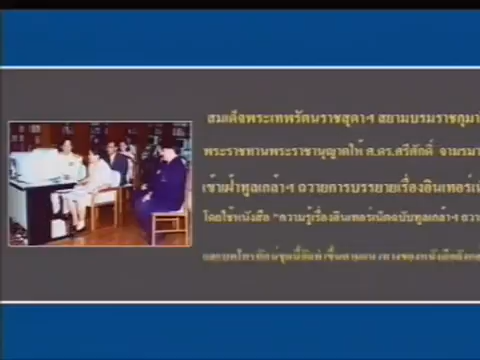 สมเด็จพระเทพรัตนราชสุดาฯ สยามบรมราชกุมา
พระราชทานพระราชานุญาตให้ ศ.ดร.ศรีศักดิ์ จามรมา
เข้าเฝ้าทูลเกล้าฯ ถวายการบรรยายเรื่องอินเทอร์เน็
โดยใช้หนังสือ "ความรู้เรื่องอินเทอร์เน็ตฉบับทูลเกล้าฯ ถวา